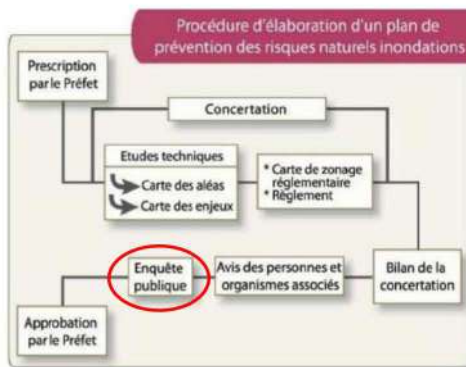 Procédure d'élaboration d'un plan de
prévention des risques naturels inondations
Prescription
par le Préfet
Concertation
Etudes techniques
Carte des aléas
Carte des enjeux
* Carte de zonage
réglementaire
* Réglement
Enquête
publique
Avis des personnes et
organismes associés
Bilan de la
concertation
Approbation
par le Préfet